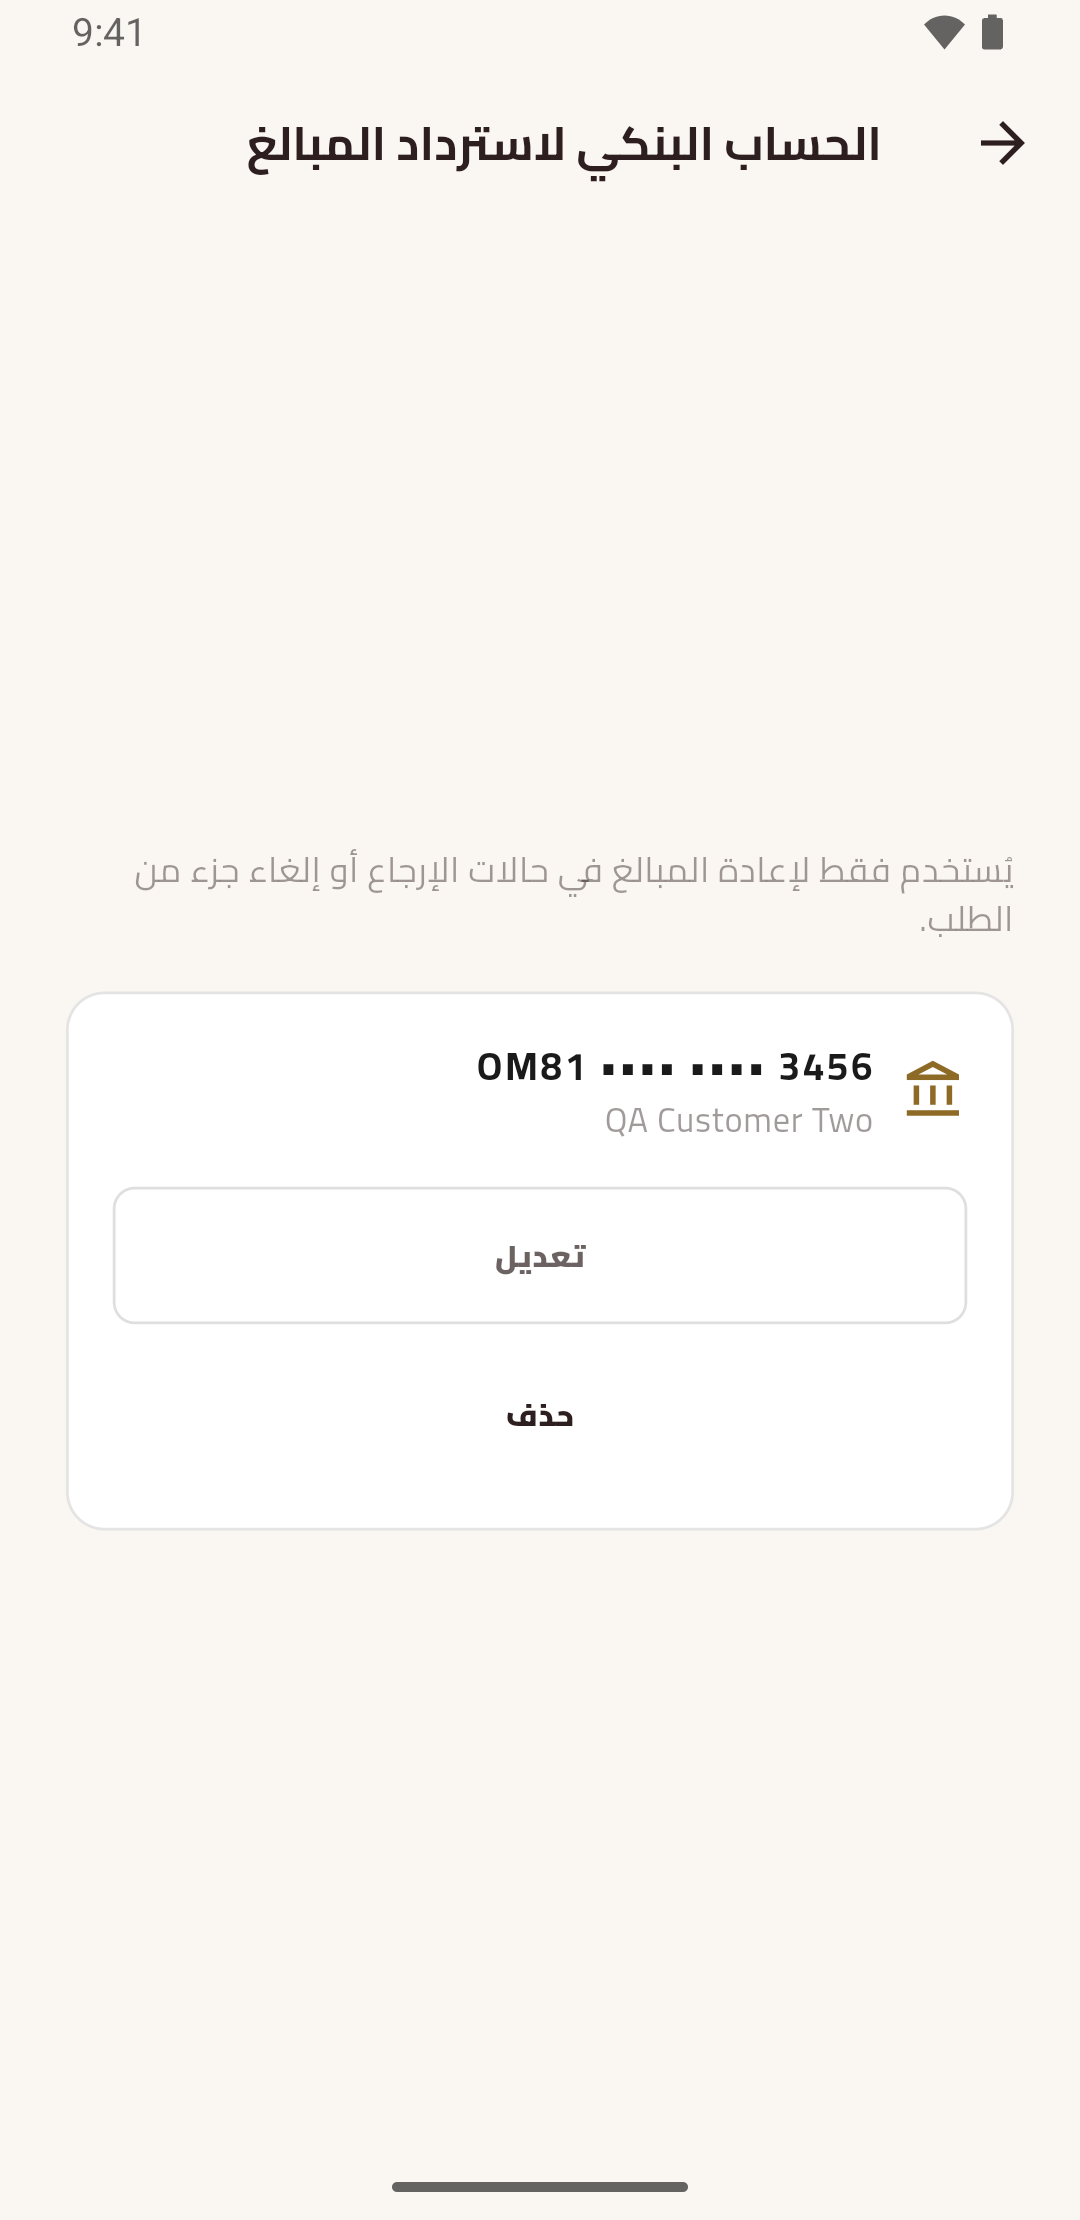 9:41
الحساب البنكي لاسترداد المبالغ
يُستخدم فقط لإعادة المبالغ في حالات الإرجاع أو إلغاء جزء من
الطلب.
OM81 ▪▪▪▪ ▪▪▪▪ 3456
QA Customer Two
تعديل
حذف